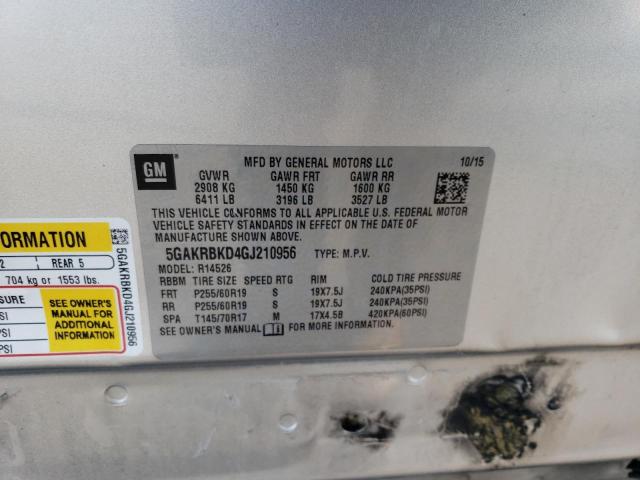 GM
MFD BY GENERAL MOTORS LLC 10/15
GVWR GAWR FRT GAWR RR
2908 KG 1450 KG 1600 KG
6411 LB 3196 LB 3527 LB
THIS VEHICLE CONFORMS TO ALL APPLICABLE U.S. FEDERAL MOTOR
VEHICLE SAFETY STANDARDS IN EFFECT ON THE DATE OF
MANUFACTURE SHOWN ABOVE.
5GAKRBKD4GJ210956 TYPE: M.P.V.
MODEL: R14526
RBBM TIRE SIZE SPEED RTG RIM COLD TIRE PRESSURE
FRT P255/60R19 S 19X7.5J 240KPA(35PSI)
RR P255/60R19 S 19X7.5J 240KPA(35PSI)
SPA T145/70R17 M 17X4.5B 420KPA(60PSI)
SEE OWNER'S MANUAL FOR MORE INFORMATION.
FORMATION
2 REAR 5
704 kg or 1553 lbs.
SURE
SI
SI
PSI
SEE OWNER'S
MANUAL FOR
ADDITIONAL
INFORMATION
5GAKRBKD4GJ210956